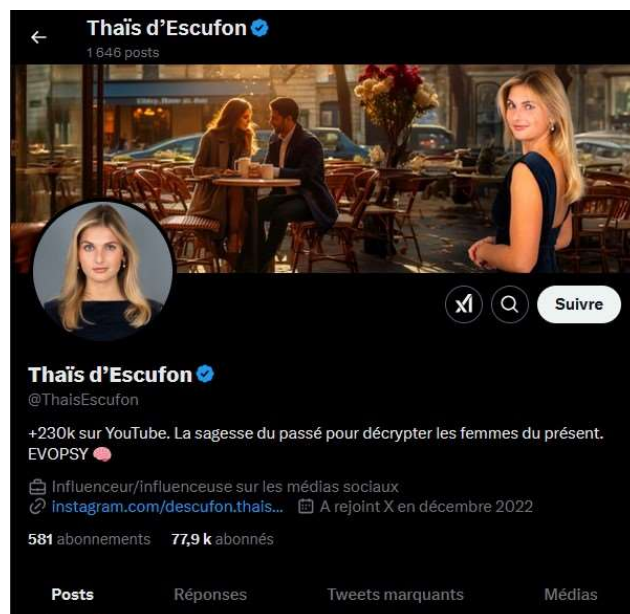 Thaïs d’Escufon
1 646 posts
Suivre
Thaïs d’Escufon
@ThaisEscufon
+230k sur YouTube. La sagesse du passé pour décrypter les femmes du présent.
EVOPSY
Influenceur/influenceuse sur les médias sociaux
instagram.com/descufon.thais... A rejoint X en décembre 2022
581 abonnements 77,9 k abonnés
Posts Réponses Tweets marquants Médias